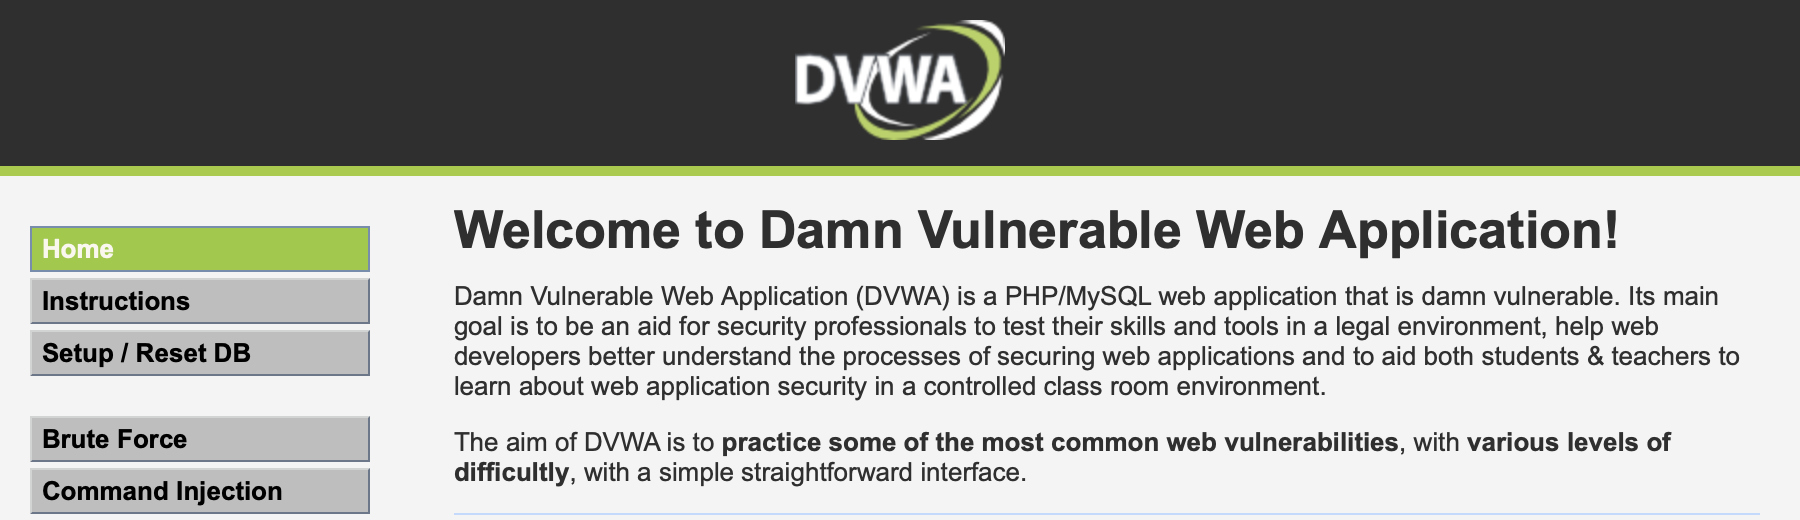 DVWA
Home
Instructions
Setup / Reset DB
Brute Force
Command Injection
Welcome to Damn Vulnerable Web Application!
Damn Vulnerable Web Application (DVWA) is a PHP/MySQL web application that is damn vulnerable. Its main
goal is to be an aid for security professionals to test their skills and tools in a legal environment, help web
developers better understand the processes of securing web applications and to aid both students & teachers to
learn about web application security in a controlled class room environment.
The aim of DVWA is to practice some of the most common web vulnerabilities, with various levels of
difficultly, with a simple straightforward interface.